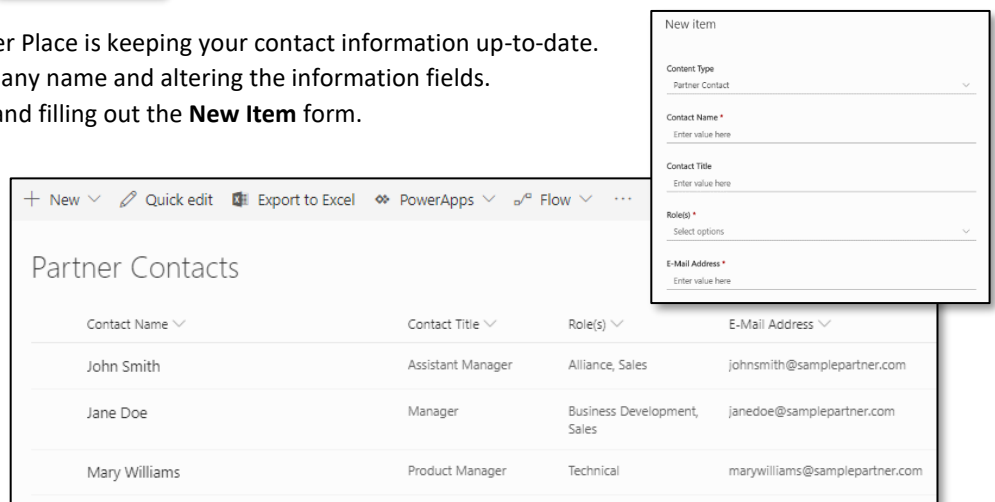 er Place is keeping your contact information up-to-date.
any name and altering the information fields.
and filling out the New Item form.
New item
Content Type
Partner Contact
Contact Name *
Enter value here
Contact Title
Enter value here
Role(s) *
Select options
E-Mail Address *
Enter value here
+ New Quick edit Export to Excel PowerApps Flow ...
Partner Contacts
Contact Name Contact Title Role(s) E-Mail Address
John Smith Assistant Manager Alliance, Sales johnsmith@samplepartner.com
Jane Doe Manager Business Development, janedoe@samplepartner.com
Sales
Mary Williams Product Manager Technical marywilliams@samplepartner.com